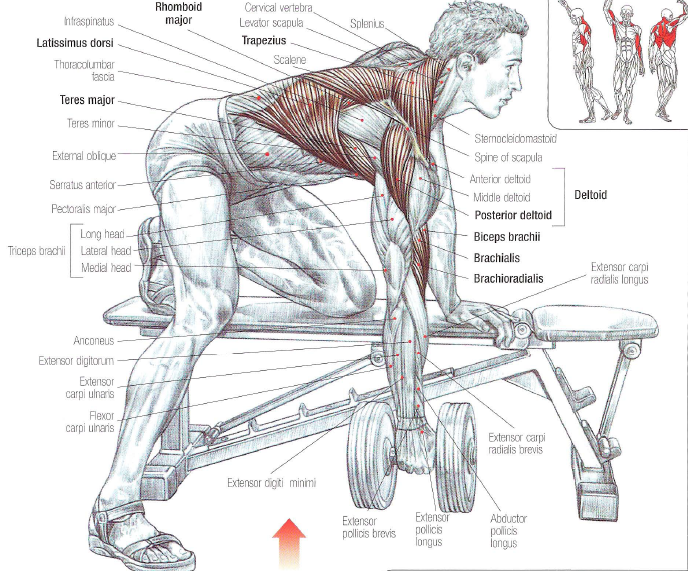 Rhomboid
major
Infraspinatus
Latissimus dorsi
Thoracolumbar
fascia
Teres major
Teres minor
External oblique
Serratus anterior
Pectoralis major
Triceps brachii
Long head
Lateral head
Medial head
Anconeus
Extensor digitorum
Extensor
carpi ulnaris
Flexor
carpi ulnaris
Extensor digiti minimi
Cervical vertebra
Levator scapula
Trapezius
Scalene
Splenius
Sternocleidomastoid
Spine of scapula
Anterior deltoid
Middle deltoid
Posterior deltoid
Deltoid
Biceps brachii
Brachialis
Brachioradialis
Extensor carpi
radialis longus
Extensor carpi
radialis brevis
Extensor
pollicis brevis
Extensor
pollicis
longus
Abductor
pollicis
longus